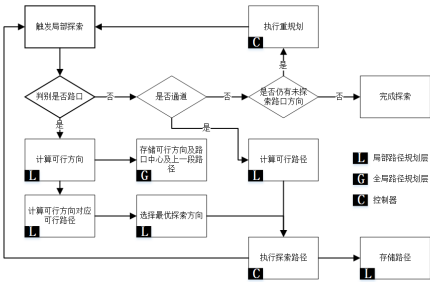 触发局部探索
执行重规划
C
是
判别是否路口
否
是否通道
否
是否仍有未探
索路口方向
否
完成探索
是
是
计算可行方向
L
存储可行方向及路
口中心及上一段路
径
G
计算可行路径
L
L 局部路径规划层
G 全局路径规划层
C 控制器
计算可行方向对应
可行路径
L
选择最优探索方向
L
执行探索路径
C
存储路径
L